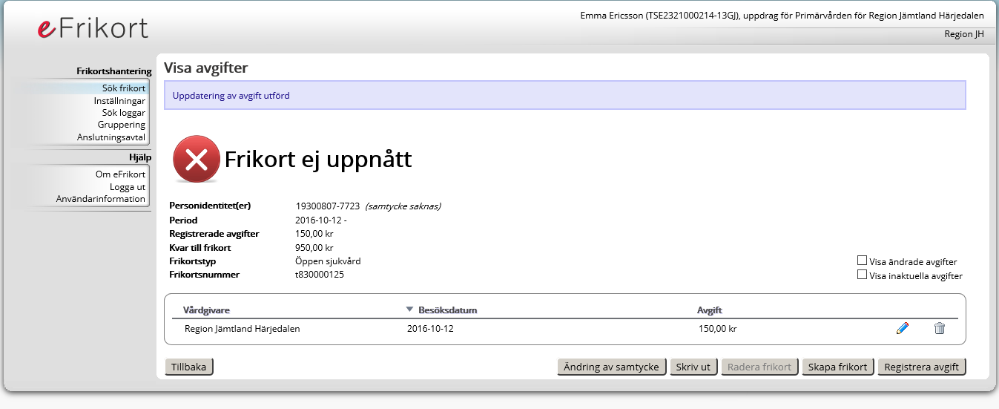 Emma Ericsson (TSE2321000214-13GJ), uppdrag för Primärvården för Region Jämtland Härjedalen
eFrikort
Region JH
Frikortshantering
Sök frikort
Inställningar
Sök loggar
Gruppering
Anslutningsavtal
Hjälp
Om eFrikort
Logga ut
Användarinformation
Visa avgifter
Uppdatering av avgift utförd
Frikort ej uppnått
Personidentitet(er) 19300807-7723 (samtycke saknas)
Period 2016-10-12 -
Registrerade avgifter 150,00 kr
Kvar till frikort 950,00 kr
Frikortstyp Öppen sjukvård
Frikortsnummer t830000125
Visa ändrade avgifter
Visa inaktuella avgifter
Vårdgivare Besöksdatum Avgift
Region Jämtland Härjedalen 2016-10-12 150,00 kr
Tillbaka Ändring av samtycke Skriv ut Radera frikort Skapa frikort Registrera avgift